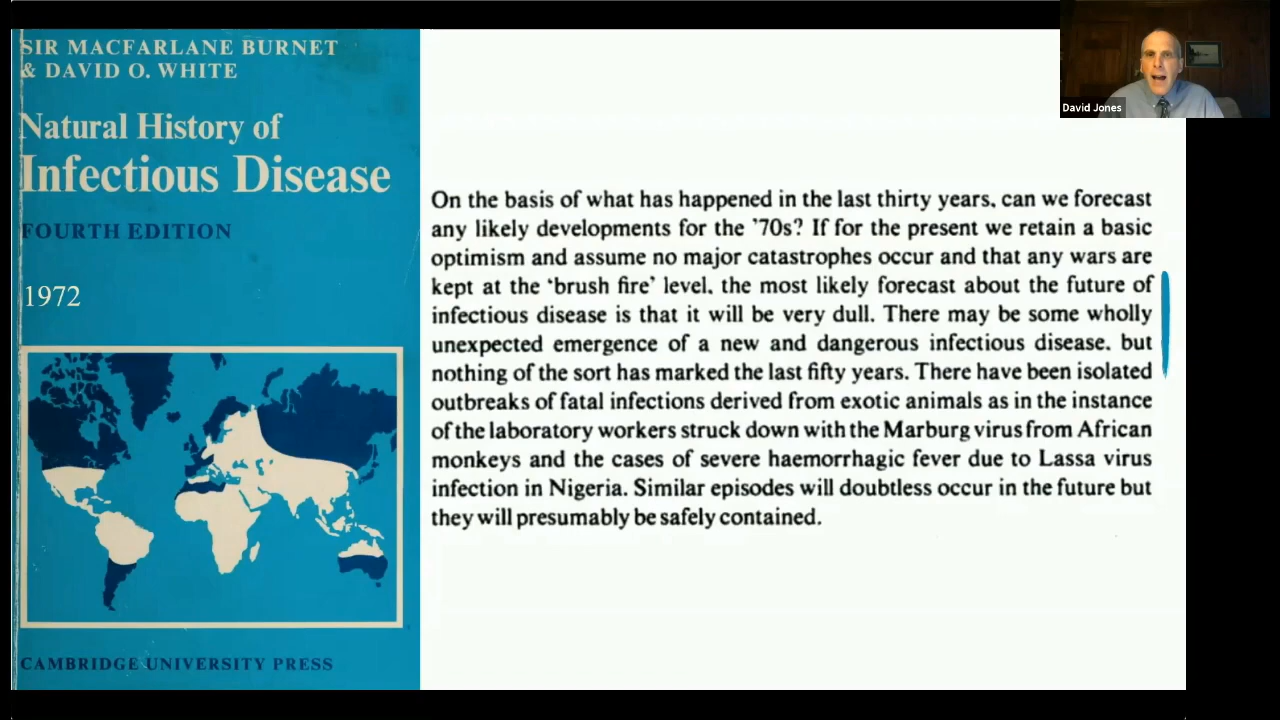 SIR MACFARLANE BURNET
& DAVID O. WHITE
Natural History of
Infectious Disease
FOURTH EDITION
1972
CAMBRIDGE UNIVERSITY PRESS
On the basis of what has happened in the last thirty years, can we forecast
any likely developments for the '70s? If for the present we retain a basic
optimism and assume no major catastrophes occur and that any wars are
kept at the 'brush fire' level, the most likely forecast about the future of
infectious disease is that it will be very dull. There may be some wholly
unexpected emergence of a new and dangerous infectious disease, but
nothing of the sort has marked the last fifty years. There have been isolated
outbreaks of fatal infections derived from exotic animals as in the instance
of the laboratory workers struck down with the Marburg virus from African
monkeys and the cases of severe haemorrhagic fever due to Lassa virus
infection in Nigeria. Similar episodes will doubtless occur in the future but
they will presumably be safely contained.
David Jones